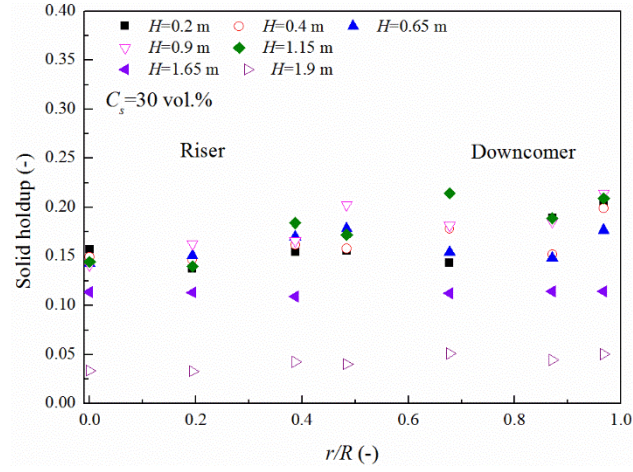 0.40
0.35
0.30
0.25
0.20
0.15
0.10
0.05
0.00
Solid holdup (-)
H=0.2 m H=0.4 m H=0.65 m
H=0.9 m H=1.15 m
H=1.65 m H=1.9 m
Cs=30 vol.%
Riser Downcomer
0.0 0.2 0.4 0.6 0.8 1.0
r/R (-)